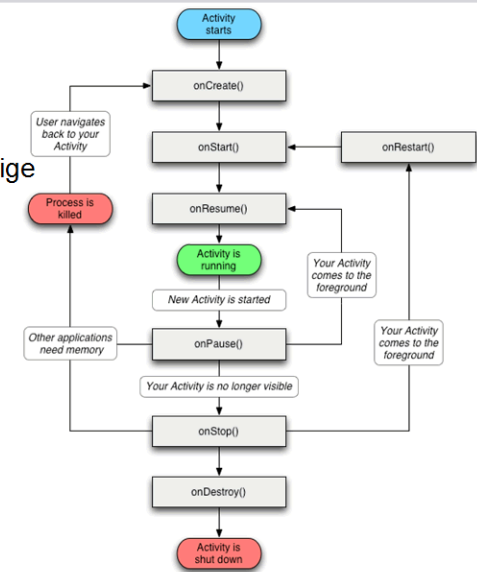 Activity
starts
onCreate()
User navigates
back to your
Activity
onStart()
onRestart()
ige
Process is
killed
onResume()
Activity is
running
Your Activity
comes to the
foreground
New Activity is started
Other applications
need memory
onPause()
Your Activity
comes to the
foreground
Your Activity is no longer visible
onStop()
onDestroy()
Activity is
shut down